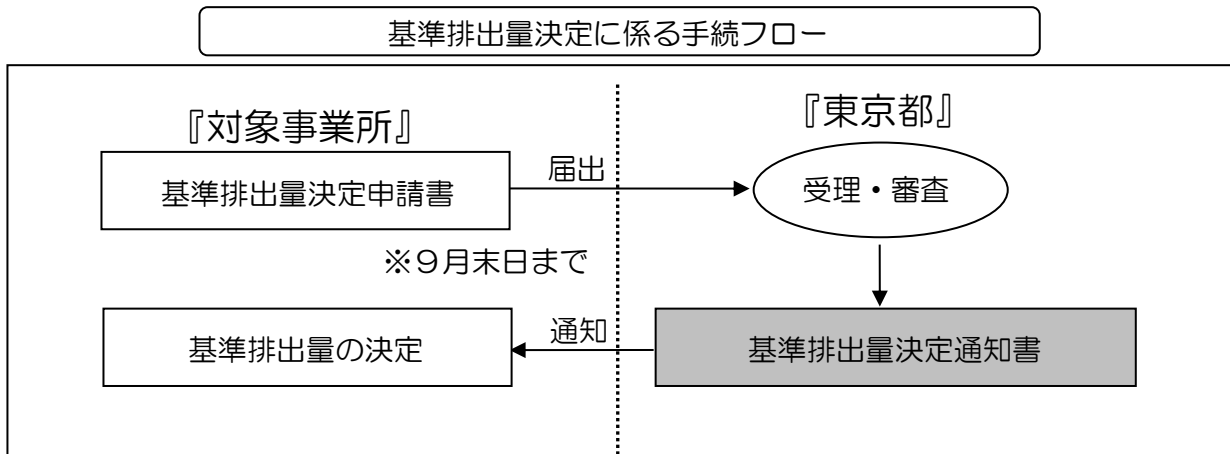 基準排出量決定に係る手続フロー
『対象事業所』
『東京都』
基準排出量決定申請書
届出
受理・審査
※９月末日まで
基準排出量の決定
通知
基準排出量決定通知書